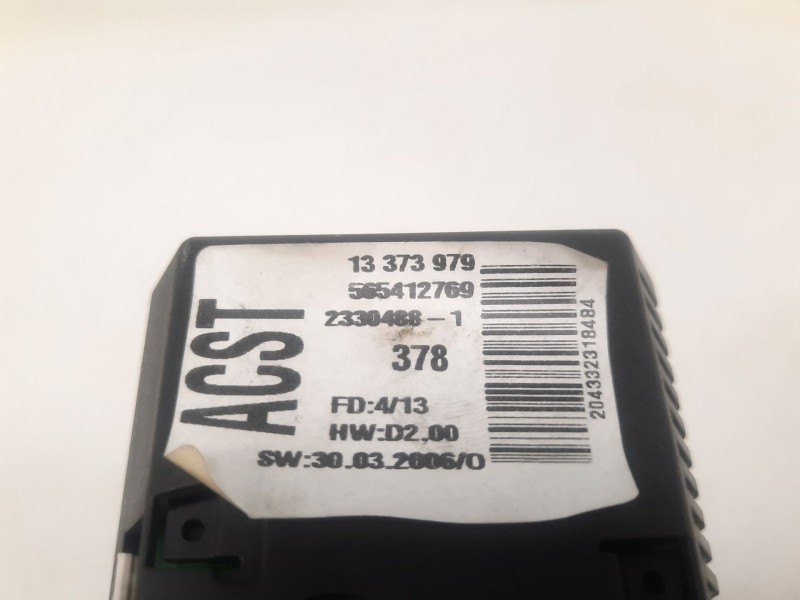 13 373 979
565412769
2330488-1
378
FD:4/13
HW:D2,00
SW:30.03.2006/0
ACST
204332318484